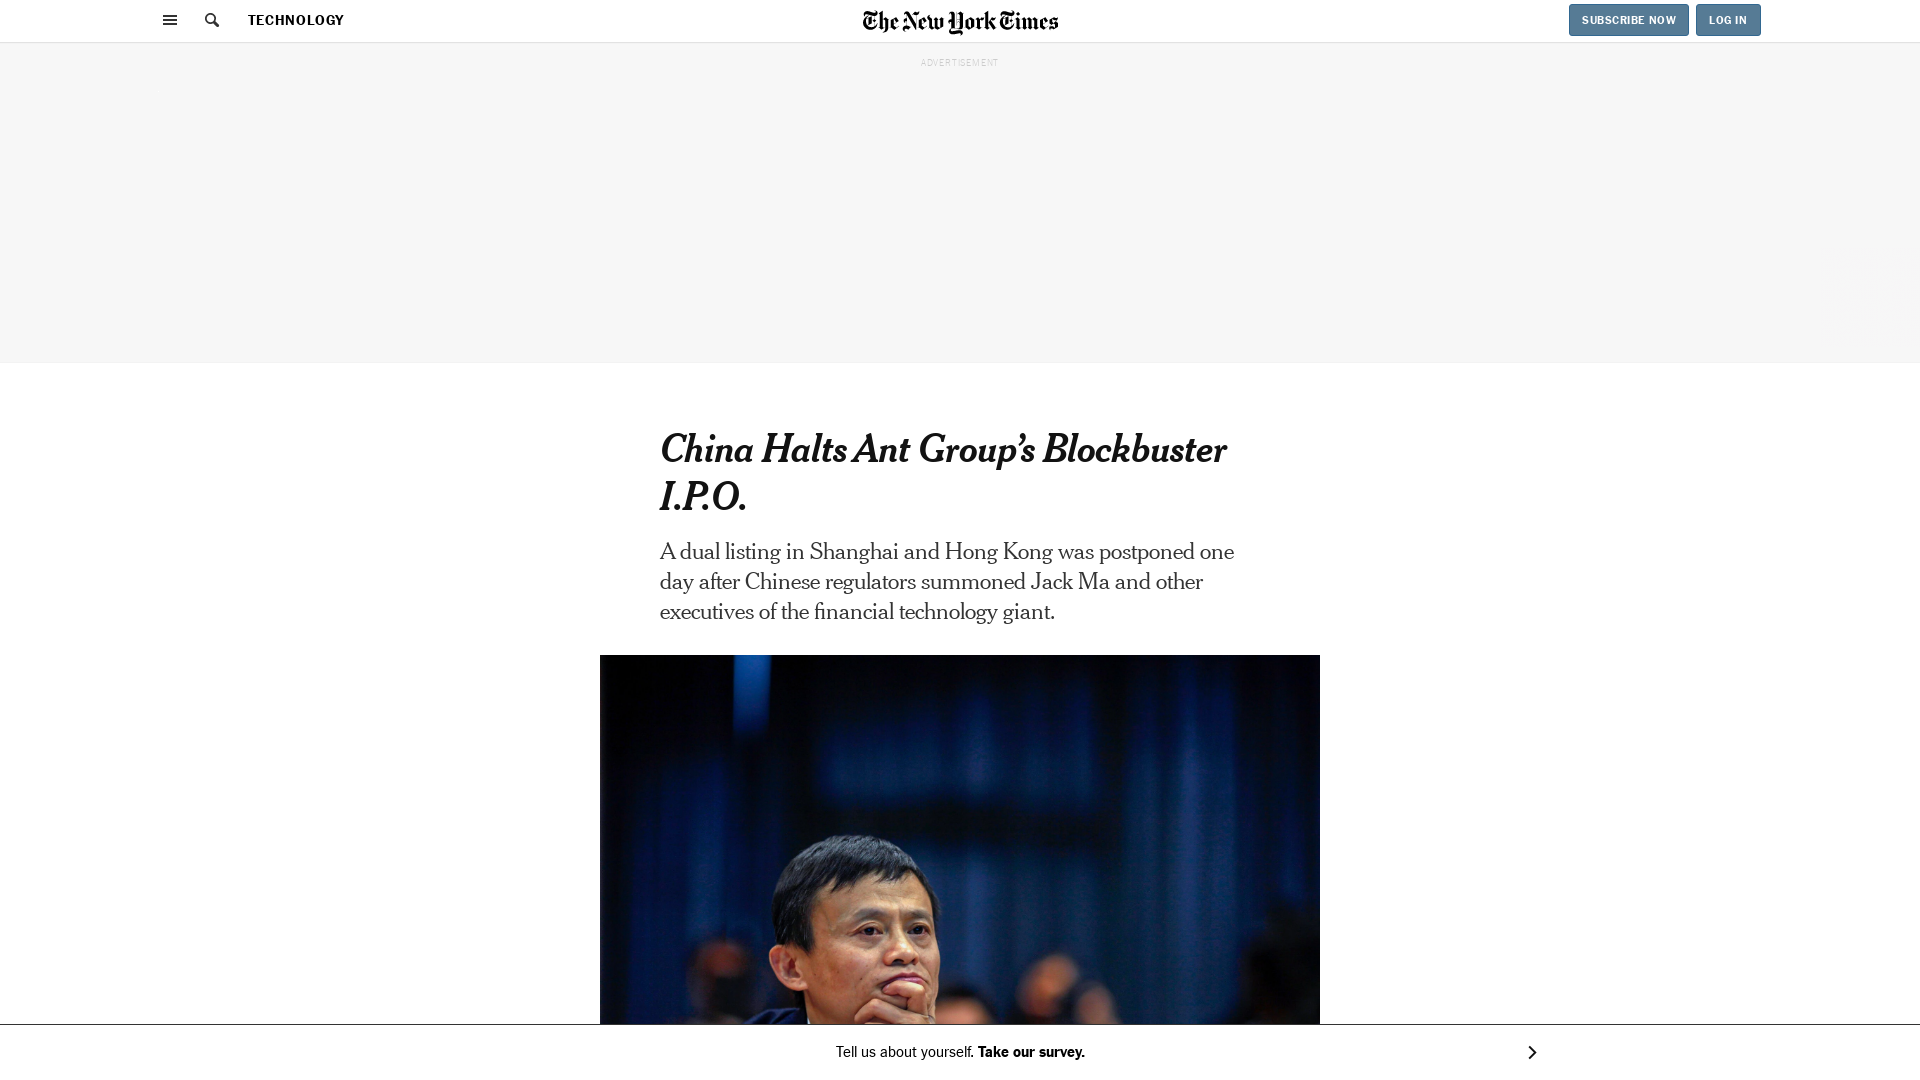 TECHNOLOGY
The New York Times
SUBSCRIBE NOW
LOG IN
ADVERTISEMENT
China Halts Ant Group’s Blockbuster
I.P.O.
A dual listing in Shanghai and Hong Kong was postponed one
day after Chinese regulators summoned Jack Ma and other
executives of the financial technology giant.
Tell us about yourself. Take our survey.